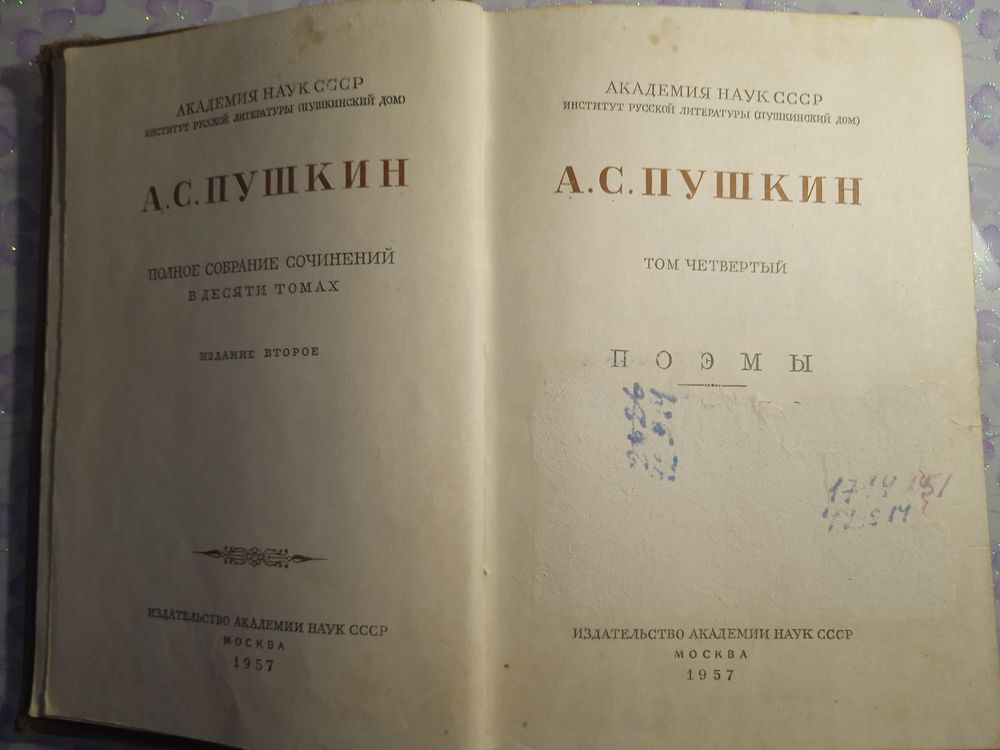 АКАДЕМИЯ НАУК СССР
ИНСТИТУТ РУССКОЙ ЛИТЕРАТУРЫ (ПУШКИНСКИЙ ДОМ)
А.С.ПУШКИН
ПОЛНОЕ СОБРАНИЕ СОЧИНЕНИЙ
В ДЕСЯТИ ТОМАХ
ИЗДАНИЕ ВТОРОЕ
ИЗДАТЕЛЬСТВО АКАДЕМИИ НАУК СССР
МОСКВА
1957
АКАДЕМИЯ НАУК СССР
ИНСТИТУТ РУССКОЙ ЛИТЕРАТУРЫ (ПУШКИНСКИЙ ДОМ)
А.С.ПУШКИН
ТОМ ЧЕТВЕРТЫЙ
ПОЭМЫ
ИЗДАТЕЛЬСТВО АКАДЕМИИ НАУК СССР
МОСКВА
1957